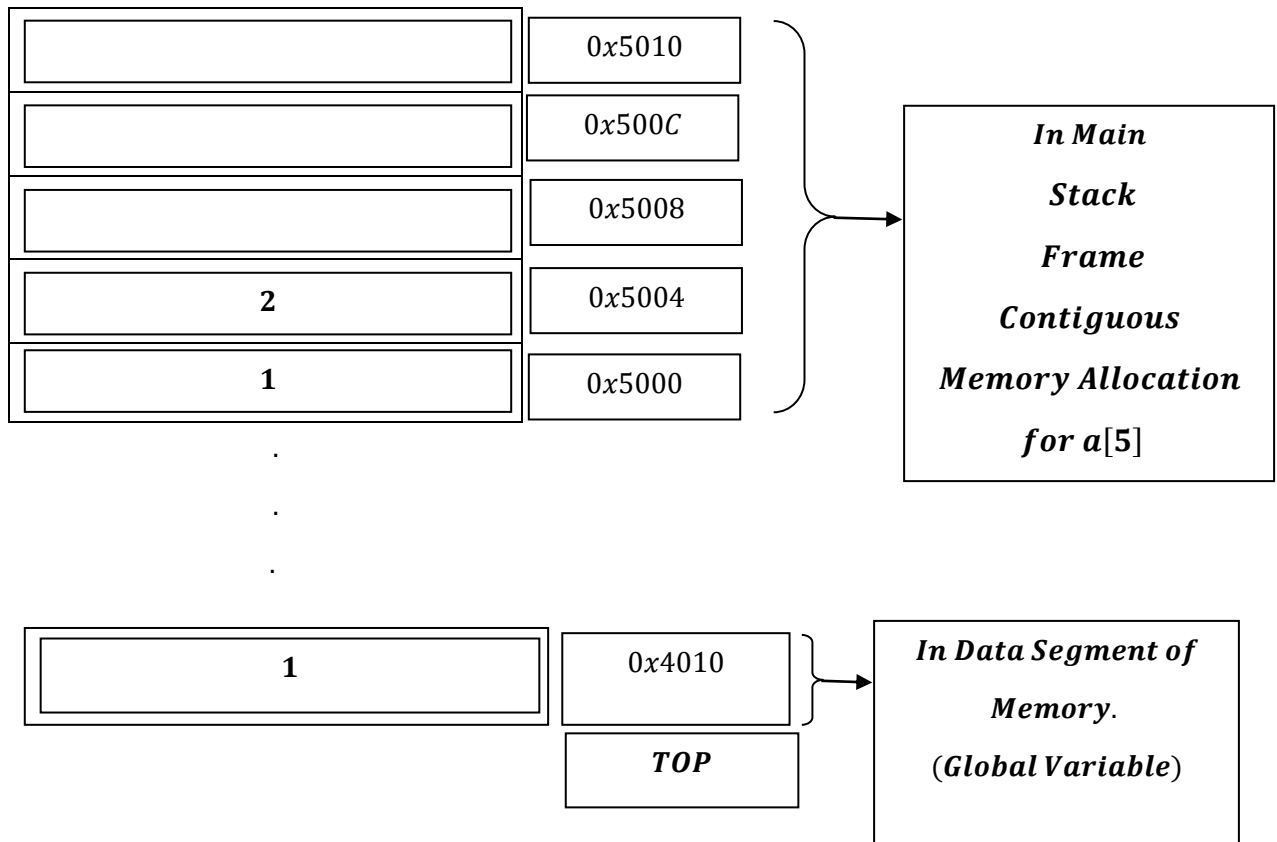 0x5010
0x500C
0x5008
2
0x5004
1
0x5000
In Main
Stack
Frame
Contiguous
Memory Allocation
for a[5]
.
.
.
1
0x4010
TOP
In Data Segment of
Memory.
(Global Variable)